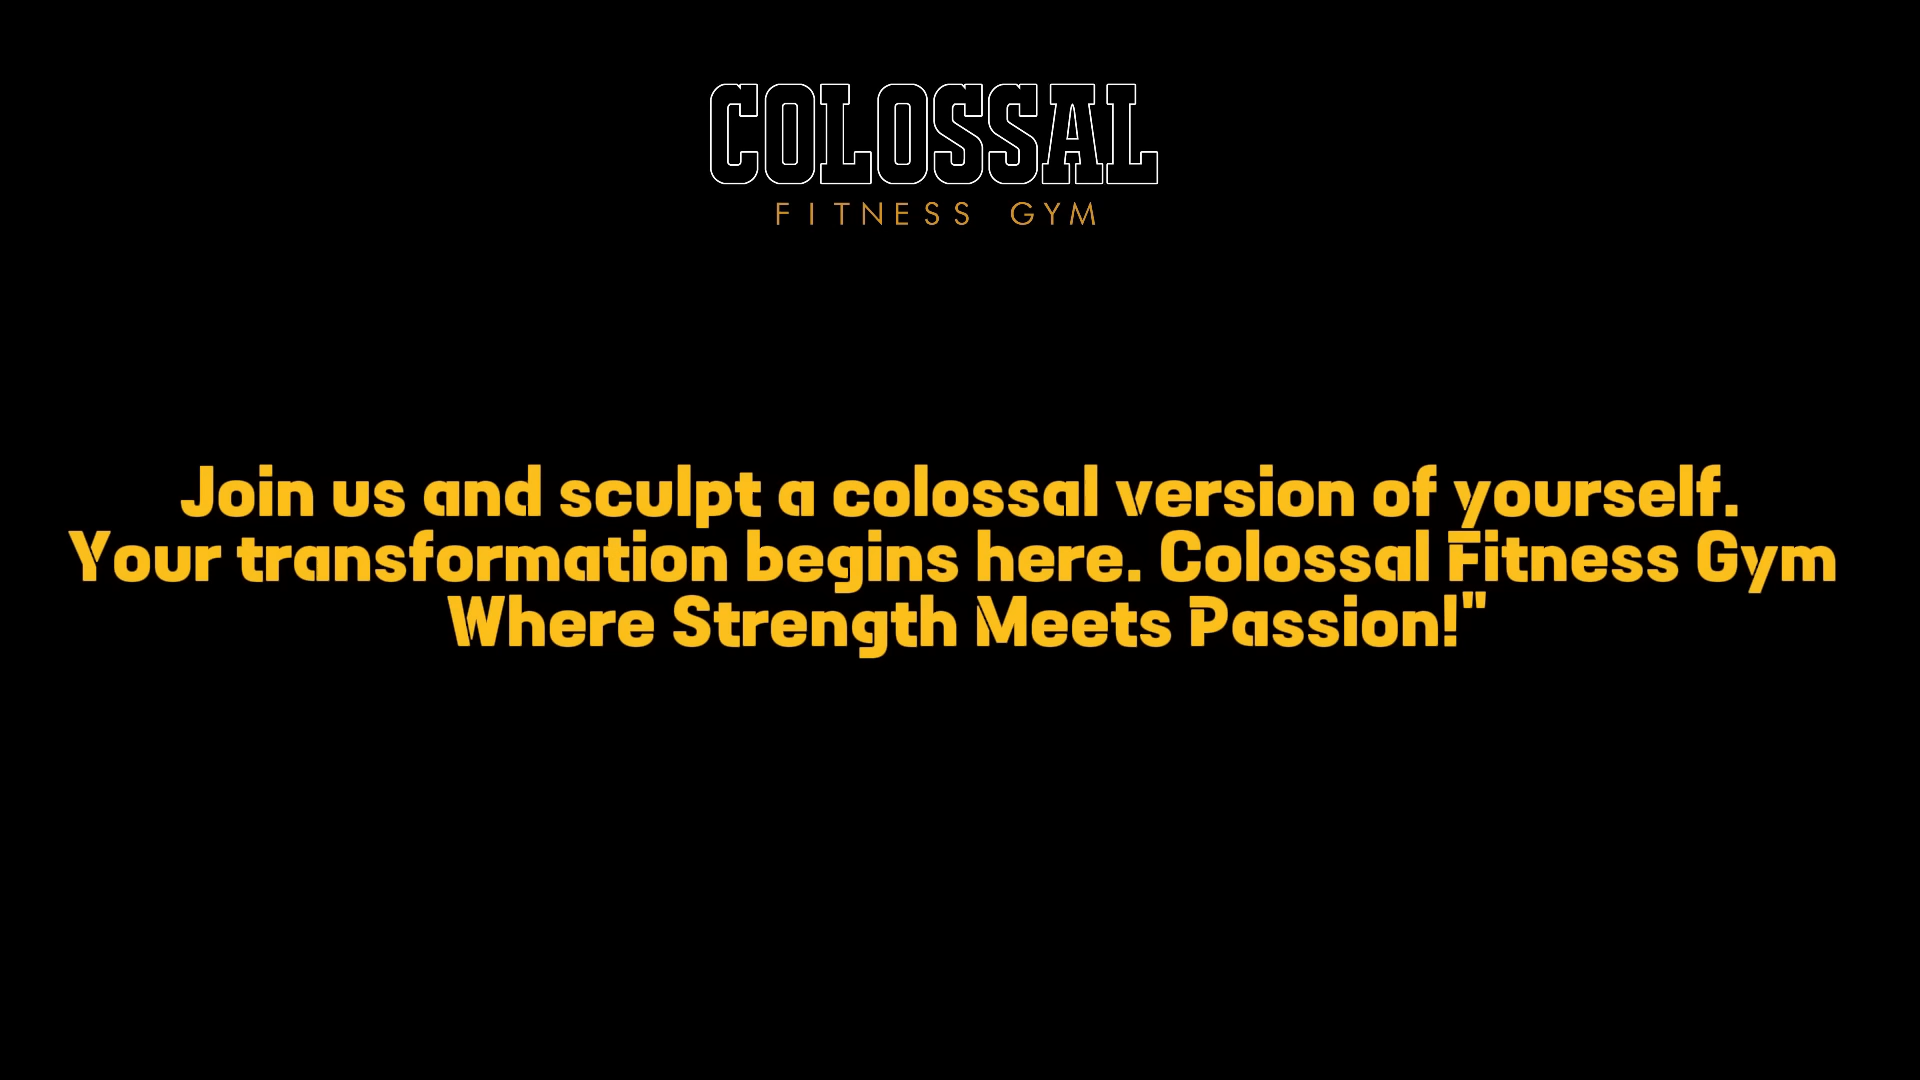 COLOSSAL
FITNESS GYM
Join us and sculpt a colossal version of yourself.
Your transformation begins here. Colossal Fitness Gym
Where Strength Meets Passion!"